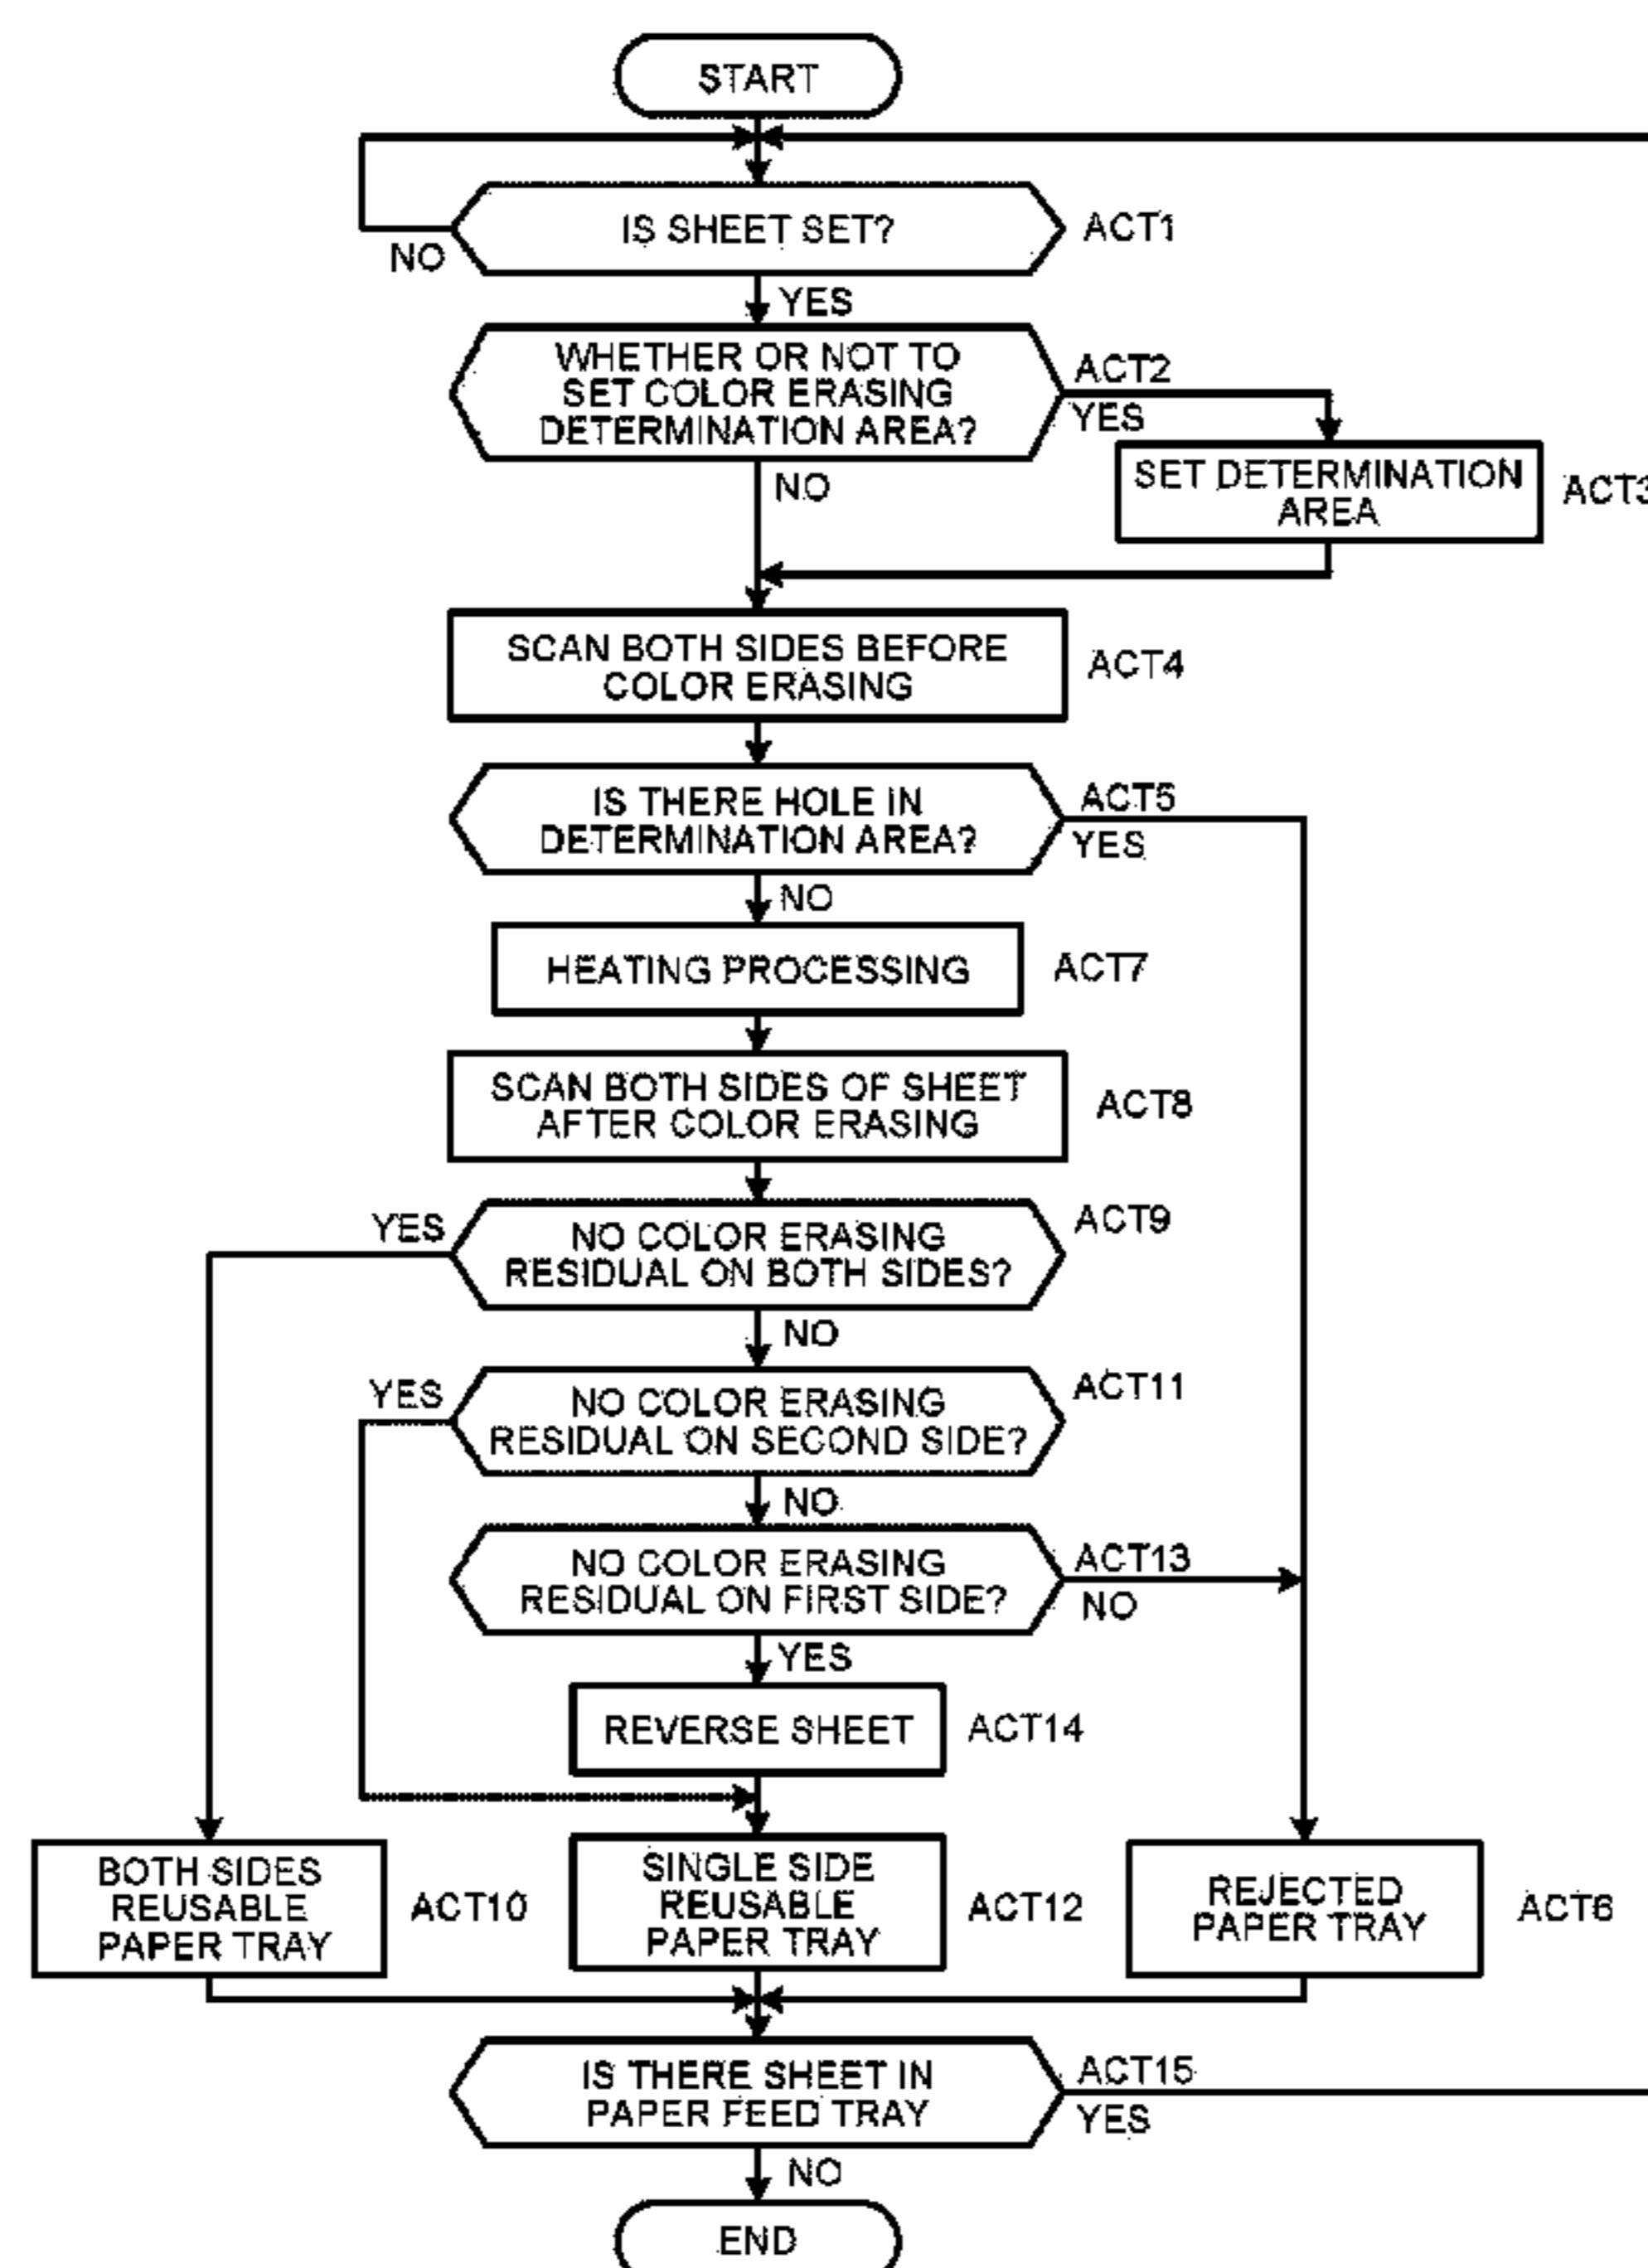 START
IS SHEET SET?
ACT1
NO
YES
WHETHER OR NOT TO
SET COLOR ERASING
DETERMINATION AREA?
ACT2
YES
NO
SET DETERMINATION
AREA
ACT3
SCAN BOTH SIDES BEFORE
COLOR ERASING
ACT4
IS THERE HOLE IN
DETERMINATION AREA?
ACT5
YES
NO
HEATING PROCESSING
ACT7
SCAN BOTH SIDES OF SHEET
AFTER COLOR ERASING
ACT8
YES
NO COLOR ERASING
RESIDUAL ON BOTH SIDES?
ACT9
NO
YES
NO COLOR ERASING
RESIDUAL ON SECOND SIDE?
ACT11
NO
NO COLOR ERASING
RESIDUAL ON FIRST SIDE?
ACT13
NO
YES
REVERSE SHEET
ACT14
BOTH SIDES
REUSABLE
PAPER TRAY
ACT10
SINGLE SIDE
REUSABLE
PAPER TRAY
ACT12
REJECTED
PAPER TRAY
ACT6
IS THERE SHEET IN
PAPER FEED TRAY
ACT15
YES
NO
END